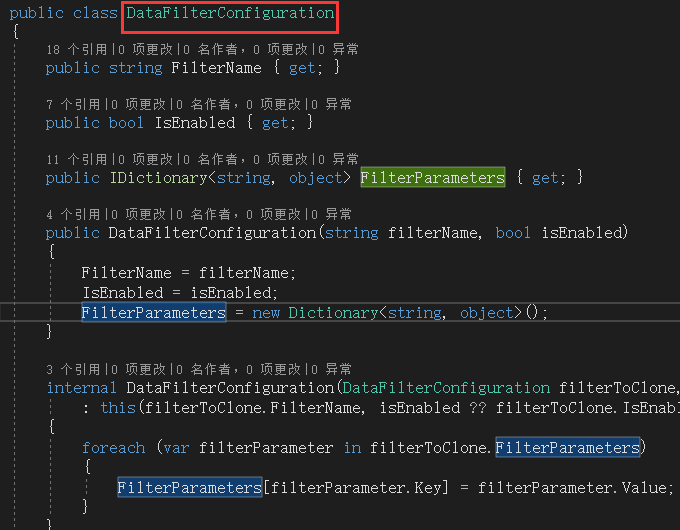 public class DataFilterConfiguration
{
18 个引用|0 项更改|0 名作者, 0 项更改|0 异常
public string FilterName { get; }
7 个引用|0 项更改|0 名作者, 0 项更改|0 异常
public bool IsEnabled { get; }
11 个引用|0 项更改|0 名作者, 0 项更改|0 异常
public IDictionary<string, object> FilterParameters { get; }
4 个引用|0 项更改|0 名作者, 0 项更改|0 异常
public DataFilterConfiguration(string filterName, bool isEnabled)
{
FilterName = filterName;
IsEnabled = isEnabled;
FilterParameters = new Dictionary<string, object>();
}
3 个引用|0 项更改|0 名作者, 0 项更改|0 异常
internal DataFilterConfiguration(DataFilterConfiguration filterToClone,
: this(filterToClone.FilterName, isEnabled ?? filterToClone.IsEnabl
{
foreach (var filterParameter in filterToClone.FilterParameters)
{
FilterParameters[filterParameter.Key] = filterParameter.Value;
}
}